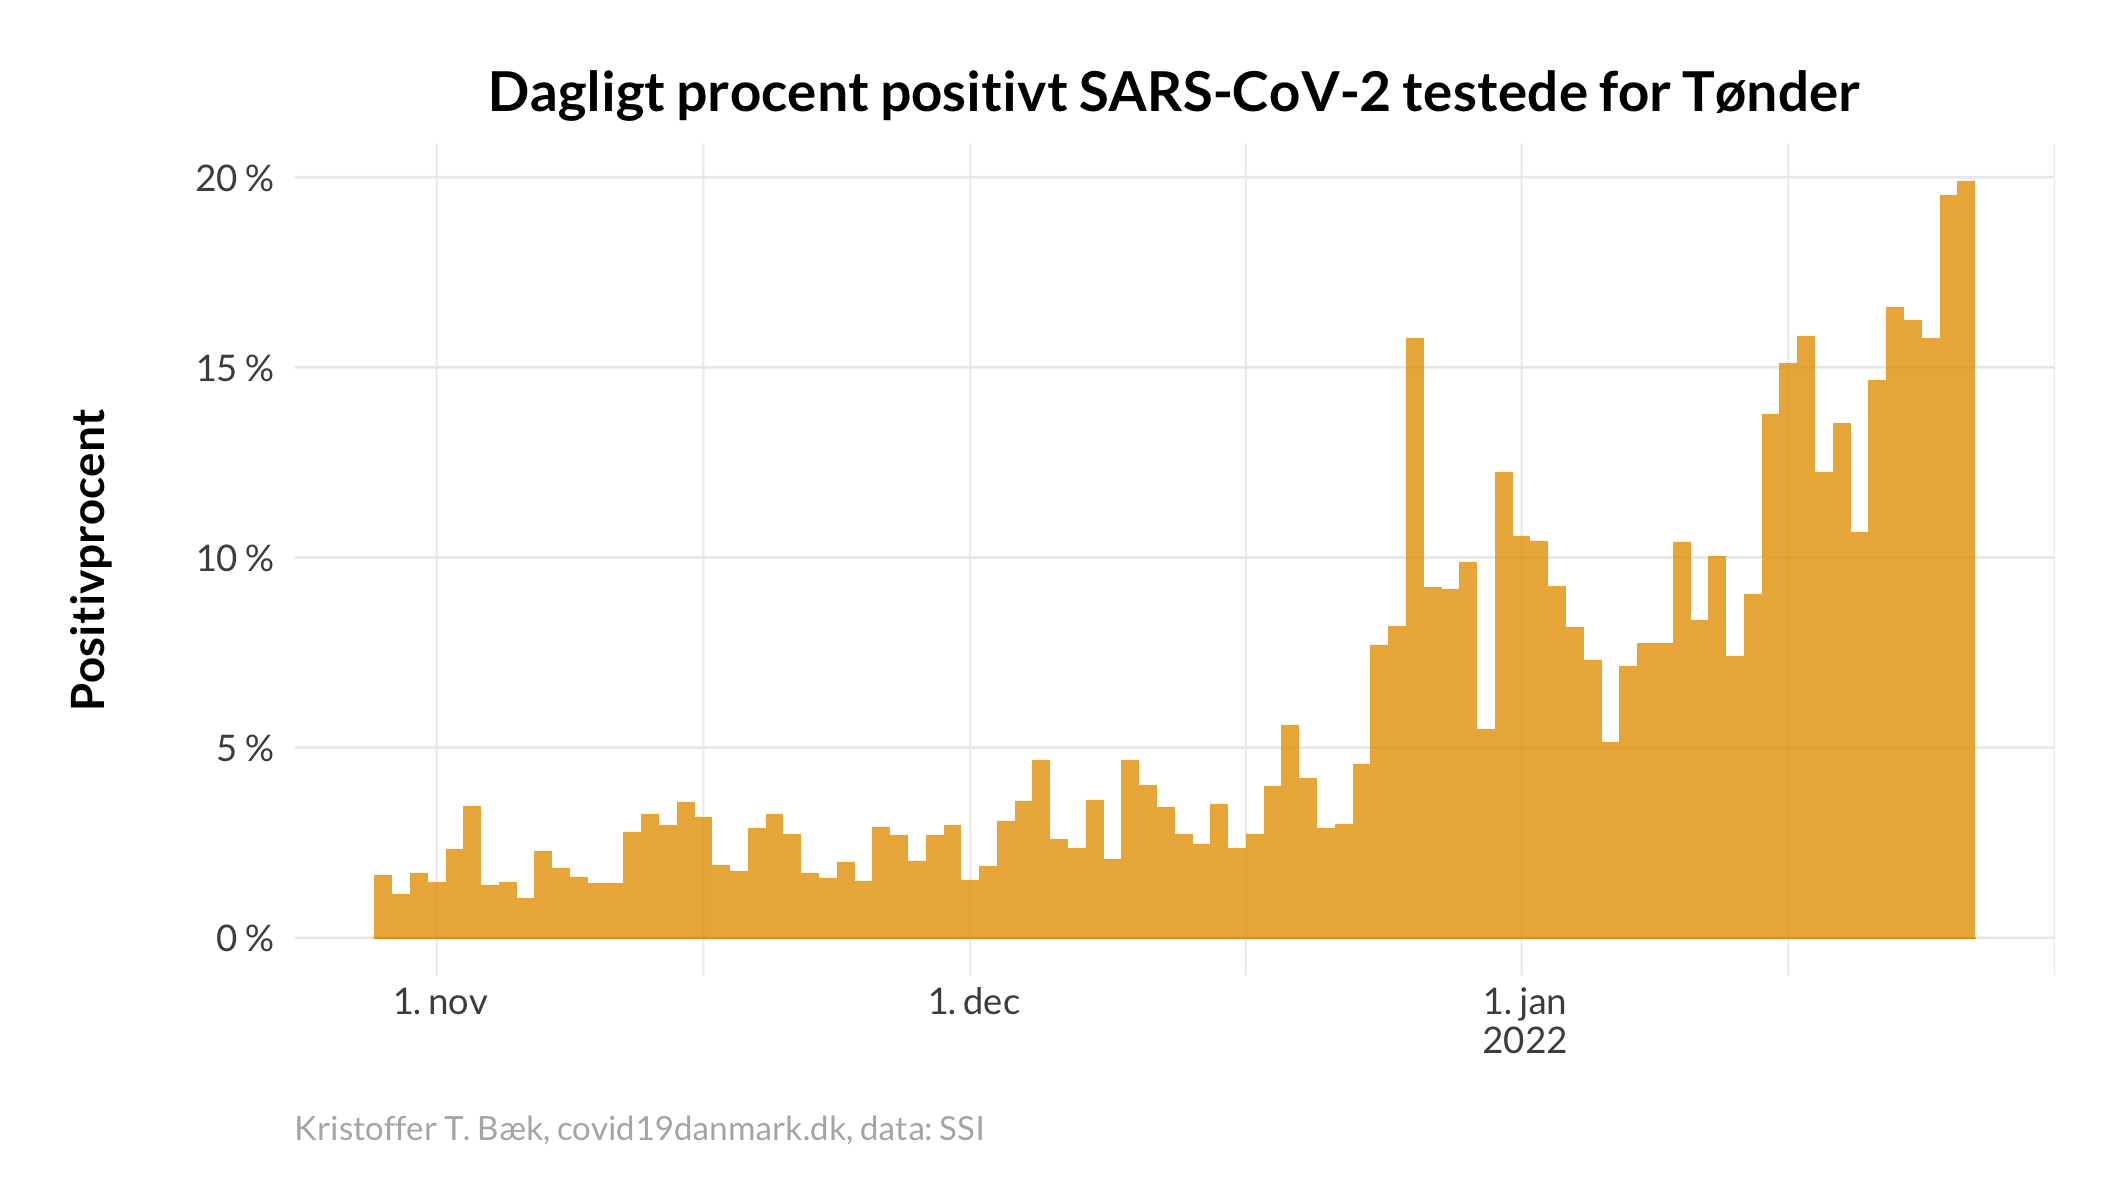 Dagligt procent positivt SARS-CoV-2 testede for Tønder
Positivprocent
20 %
15 %
10 %
5 %
0 %
1. nov
1. dec
1. jan
2022
Kristoffer T. Bæk, covid19danmark.dk, data: SSI